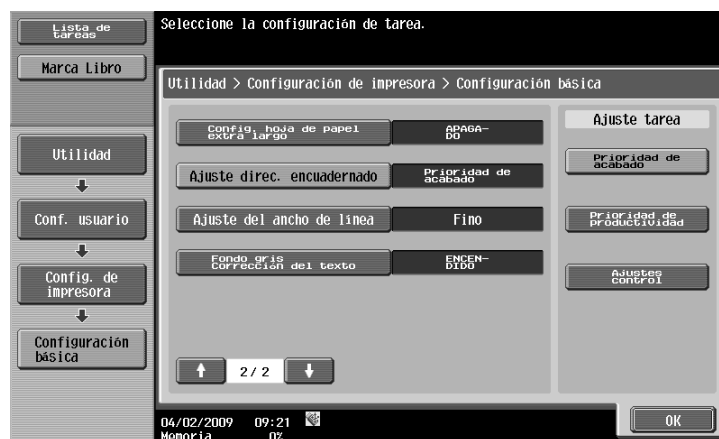 Lista de
tareas
Seleccione la configuración de tarea.
Marca Libro
Utilidad > Configuración de impresora > Configuración básica
Config. hoja de papel
extra largo
APAGA-
DO
Ajuste tarea
Utilidad
Ajuste direc. encuadernado
Prioridad de
acabado
Prioridad de
acabado
Conf. usuario
Ajuste del ancho de línea
Fino
Prioridad de
productividad
Fondo gris
Corrección del texto
ENCEN-
DIDO
Config. de
impresora
Ajustes
control
Configuración
básica
2/ 2
04/02/2009 09:21
Memoria 0%
OK